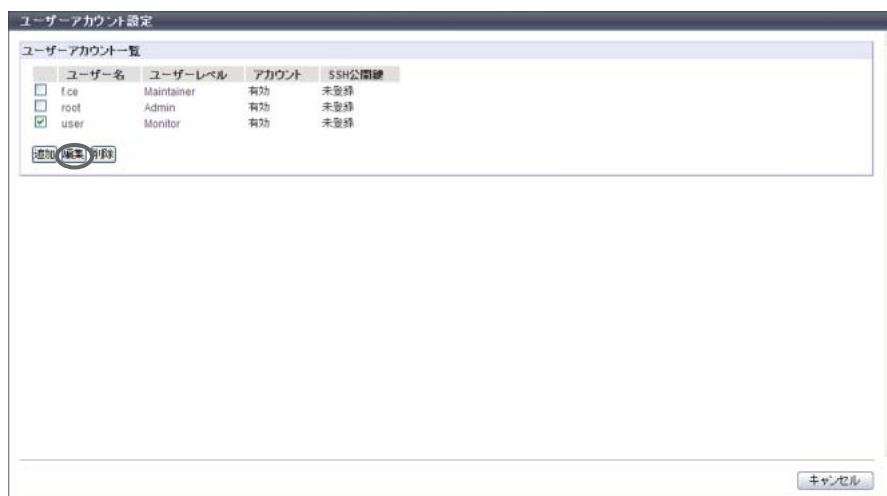 ユーザーアカウント設定
ユーザーアカウント一覧
ユーザー名 ユーザーレベル アカウント SSH公開鍵
f.ce Maintainer 有効 未登録
root Admin 有効 未登録
user Monitor 有効 未登録
追加 編集 削除
キャンセル